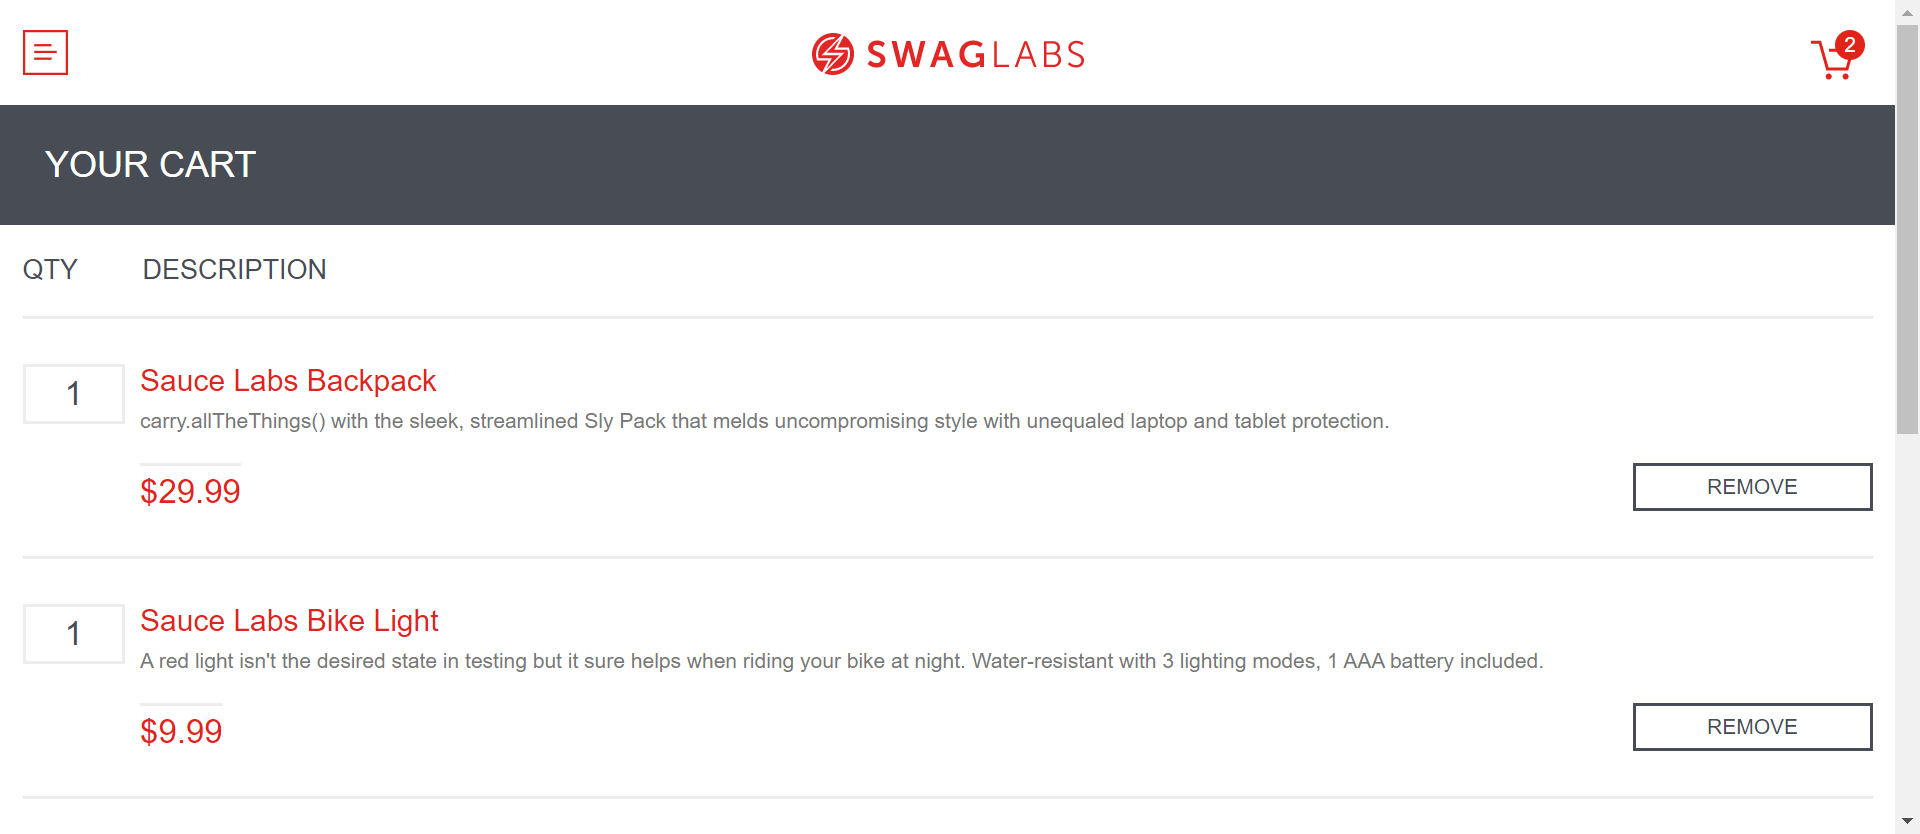 SWAGLABS
2
YOUR CART
QTY DESCRIPTION
1
Sauce Labs Backpack
carry.allTheThings() with the sleek, streamlined Sly Pack that melds uncompromising style with unequaled laptop and tablet protection.
$29.99
REMOVE
1
Sauce Labs Bike Light
A red light isn't the desired state in testing but it sure helps when riding your bike at night. Water-resistant with 3 lighting modes, 1 AAA battery included.
$9.99
REMOVE